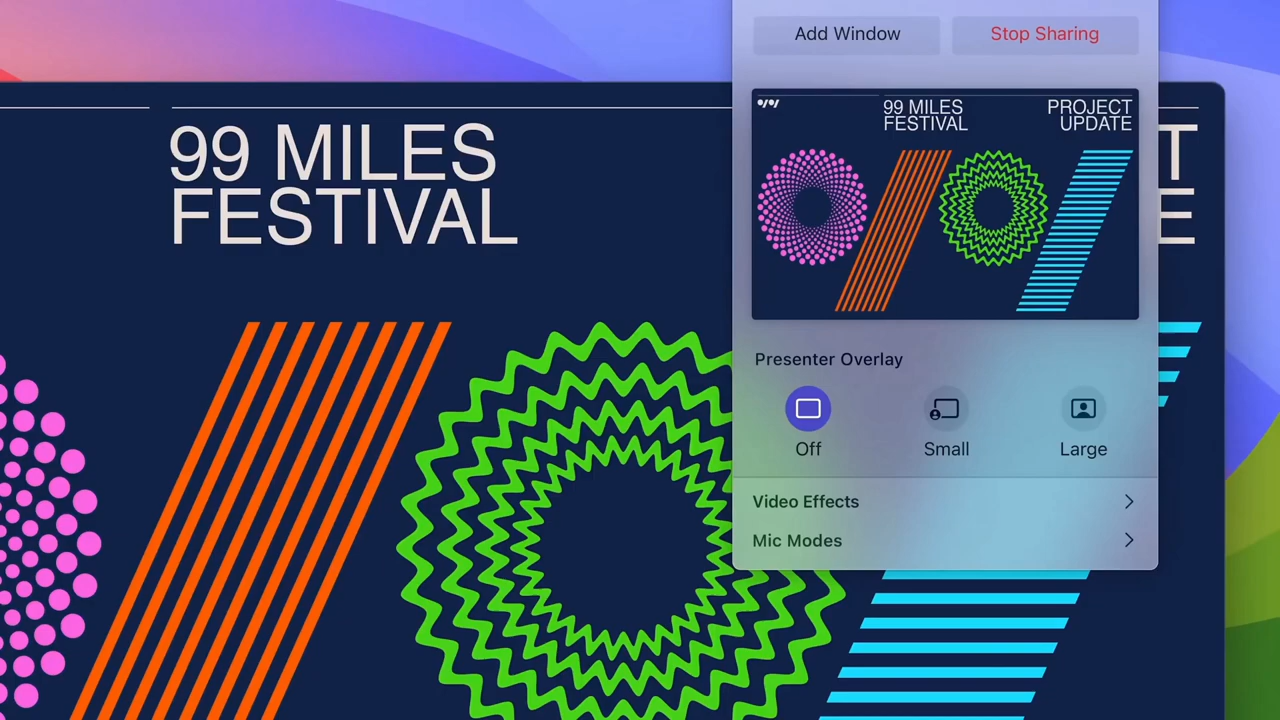 Add Window
Stop Sharing
99 MILES
FESTIVAL
PROJECT
UPDATE
99 MILES
FESTIVAL
T
E
Presenter Overlay
Off
Small
Large
Video Effects
Mic Modes